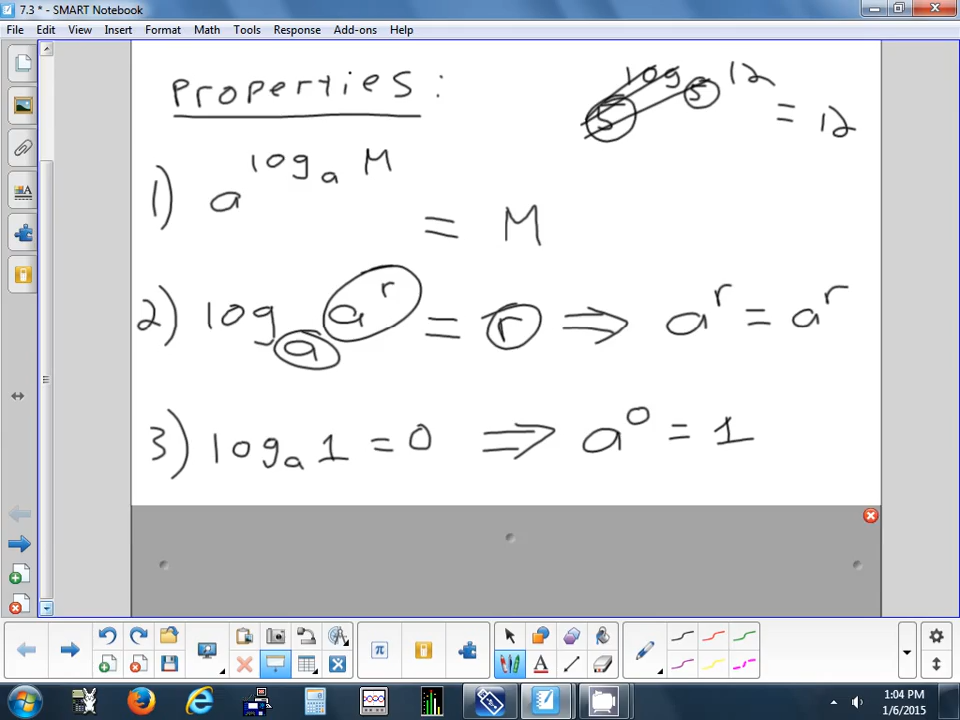 7.3 * - SMART Notebook
File Edit View Insert Format Math Tools Response Add-ons Help
Properties:
5^(log_5 12) = 12
1) a^(log_a M) = M
2) log_a a^r = r ⇒ a^r = a^r
3) log_a 1 = 0 ⇒ a^0 = 1
1:04 PM
1/6/2015